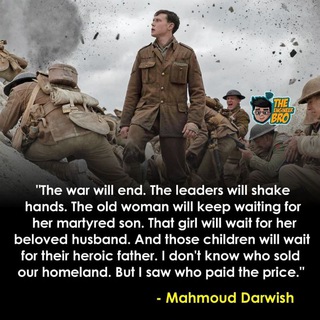 THE
ENGINEER
BRO
"The war will end. The leaders will shake
hands. The old woman will keep waiting for
her martyred son. That girl will wait for her
beloved husband. And those children will wait
for their heroic father. I don't know who sold
our homeland. But I saw who paid the price."
- Mahmoud Darwish